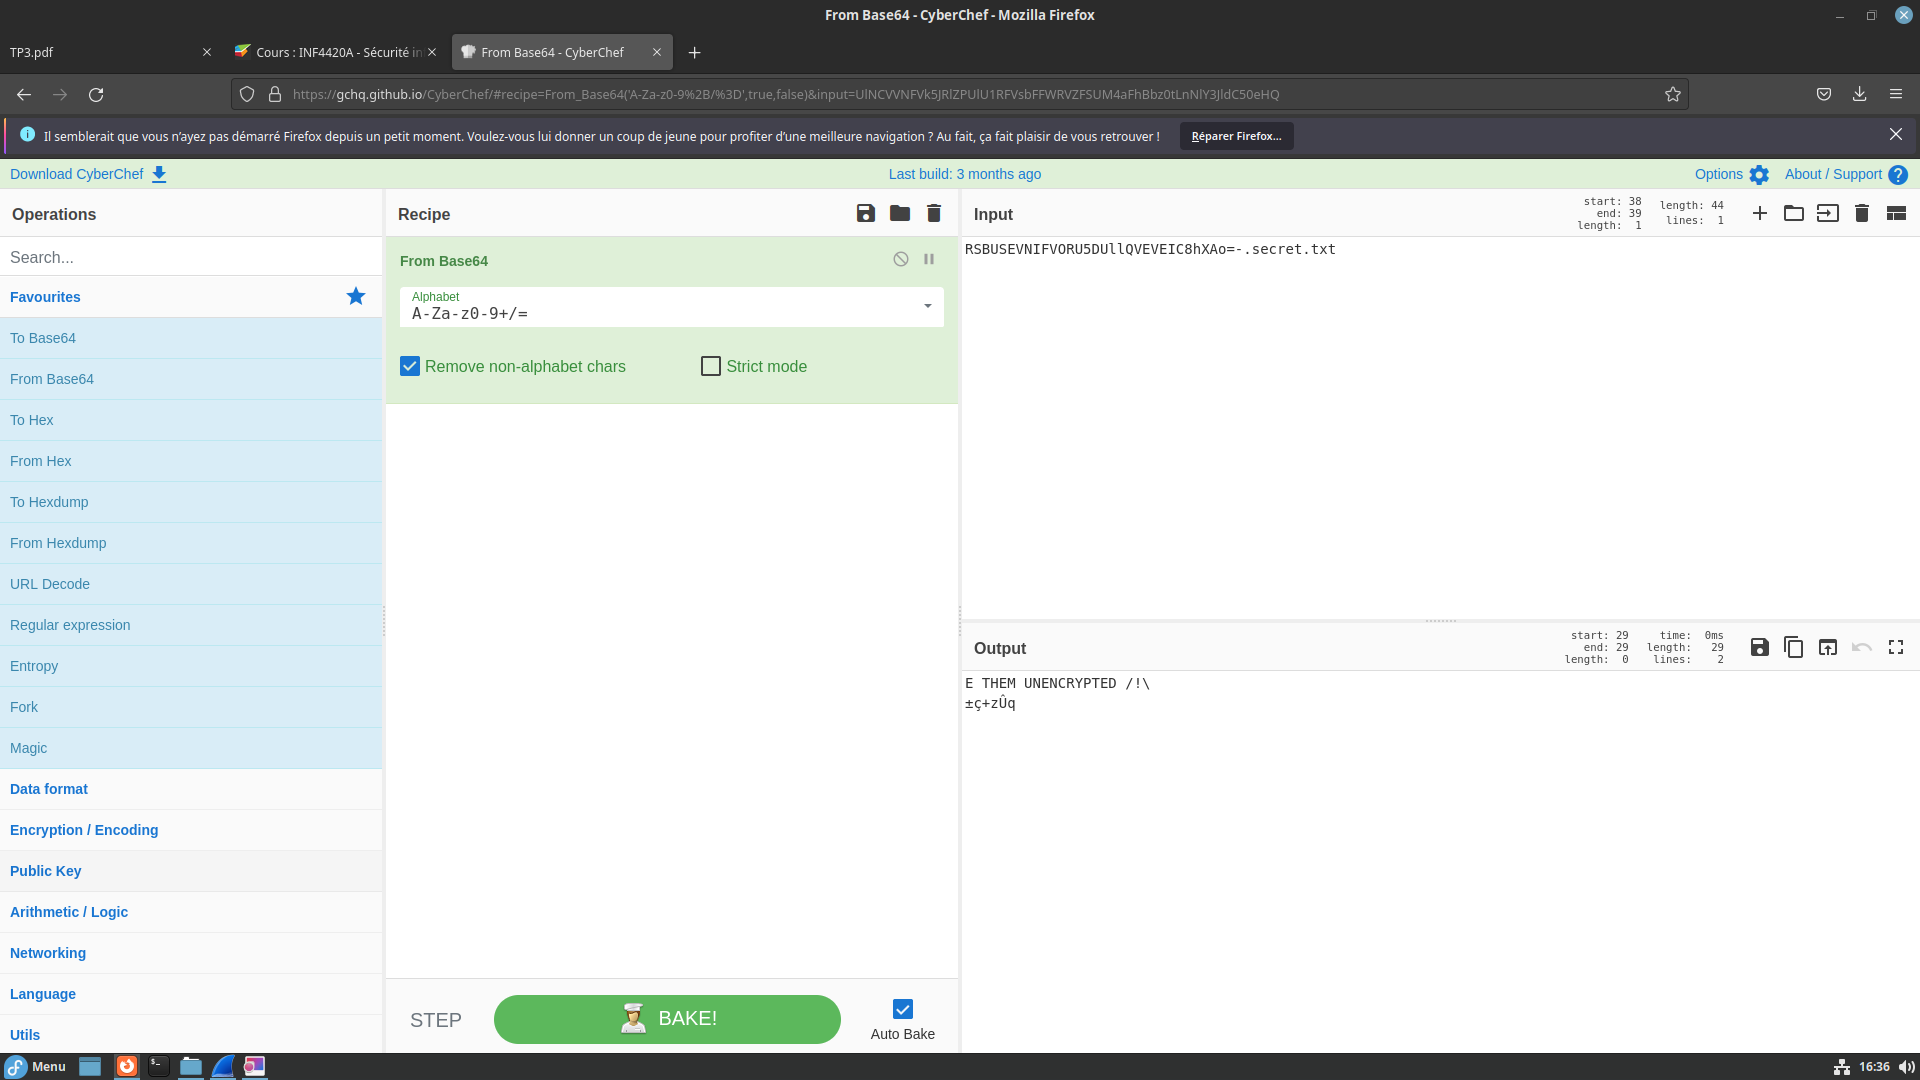 From Base64 - CyberChef - Mozilla Firefox
TP3.pdf
Cours : INF4420A - Sécurité in
From Base64 - CyberChef
https://gchq.github.io/CyberChef/#recipe=From_Base64('A-Za-z0-9%2B/%3D',true,false)&input=UlNCVVNFVk5JRlZPUlU1RFVsbFFWRVZFSUM4aFhBbz0tLnNlY3JldC50eHQ
Il semblerait que vous n'ayez pas démarré Firefox depuis un petit moment. Voulez-vous lui donner un coup de jeune pour profiter d'une meilleure navigation ? Au fait, ça fait plaisir de vous retrouver !
Réparer Firefox...
Download CyberChef
Last build: 3 months ago
Options
About / Support
Operations
Search...
Favourites
To Base64
From Base64
To Hex
From Hex
To Hexdump
From Hexdump
URL Decode
Regular expression
Entropy
Fork
Magic
Data format
Encryption / Encoding
Public Key
Arithmetic / Logic
Networking
Language
Utils
Recipe
From Base64
Alphabet
A-Za-z0-9+/=
Remove non-alphabet chars
Strict mode
STEP
BAKE!
Auto Bake
Input
start: 38
end: 39
length: 1
length: 44
lines: 1
RSBUSEVNIFVORU5DUllQVEVEIC8hXAo=-.secret.txt
Output
start: 29
end: 29
length: 0
time: 0ms
length: 29
lines: 2
E THEM UNENCRYPTED /!\
±ç+zÛq
Menu
16:36